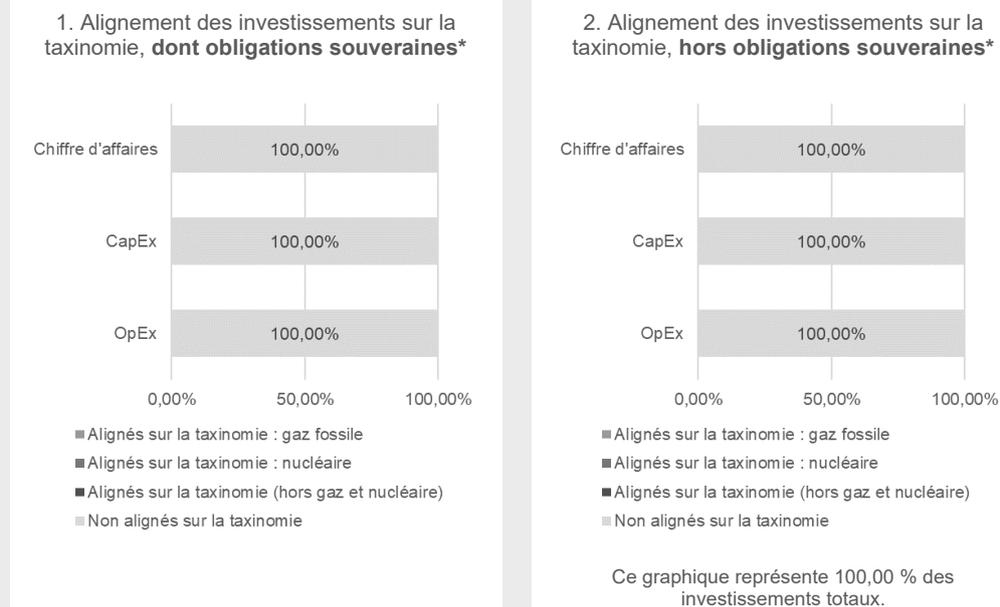 1. Alignement des investissements sur la
taxinomie, dont obligations souveraines*
Chiffre d'affaires
100,00%
CapEx
100,00%
OpEx
100,00%
0,00%
50,00%
100,00%
Alignés sur la taxinomie : gaz fossile
Alignés sur la taxinomie : nucléaire
Alignés sur la taxinomie (hors gaz et nucléaire)
Non alignés sur la taxinomie
2. Alignement des investissements sur la
taxinomie, hors obligations souveraines*
Chiffre d'affaires
100,00%
CapEx
100,00%
OpEx
100,00%
0,00%
50,00%
100,00%
Alignés sur la taxinomie : gaz fossile
Alignés sur la taxinomie : nucléaire
Alignés sur la taxinomie (hors gaz et nucléaire)
Non alignés sur la taxinomie
Ce graphique représente 100,00 % des
investissements totaux.